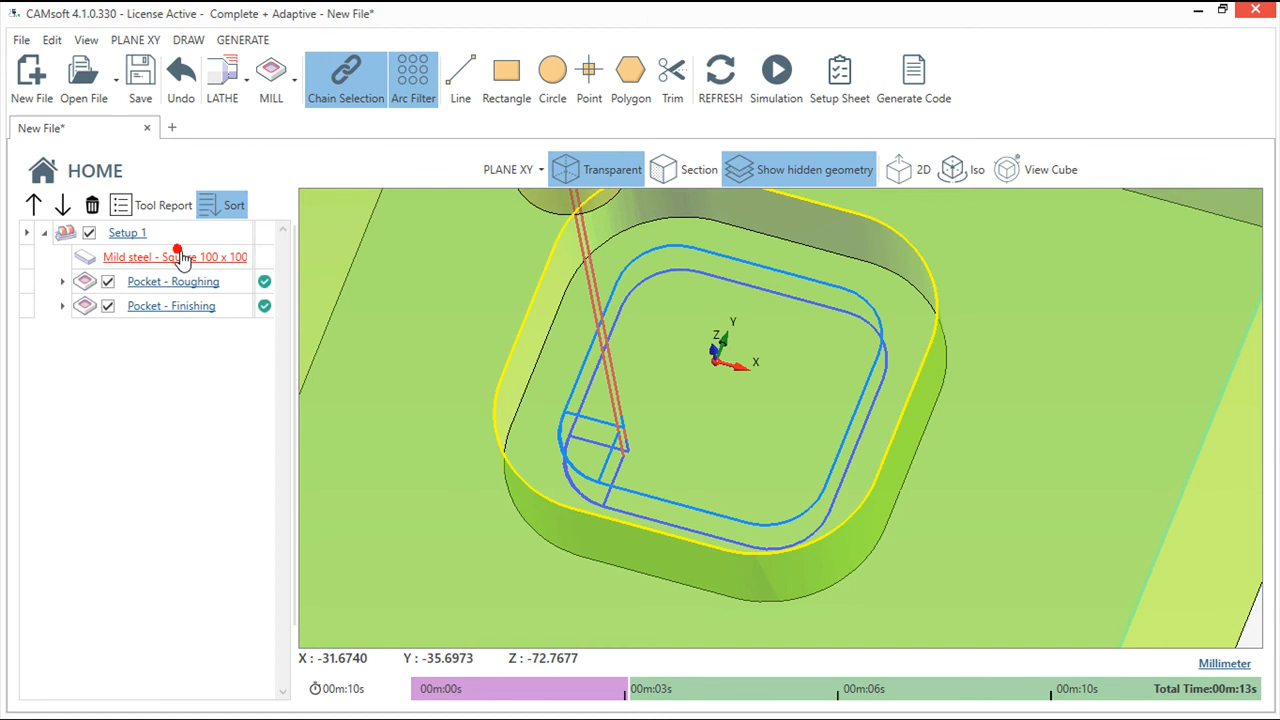 CAMsoft 4.1.0.330 - License Active - Complete + Adaptive - New File*
File Edit View PLANE XY DRAW GENERATE
New File Open File Save Undo LATHE MILL Chain Selection Arc Filter Line Rectangle Circle Point Polygon Trim REFRESH Simulation Setup Sheet Generate Code
New File*
HOME
PLANE XY Transparent Section Show hidden geometry 2D Iso View Cube
Tool Report Sort
Setup 1
Mild steel - Square 100 x 100
Pocket - Roughing
Pocket - Finishing
Y
Z
X
X : -31.6740 Y : -35.6973 Z : -72.7677
Millimeter
00m:10s 00m:00s 00m:03s 00m:06s 00m:10s Total Time:00m:13s